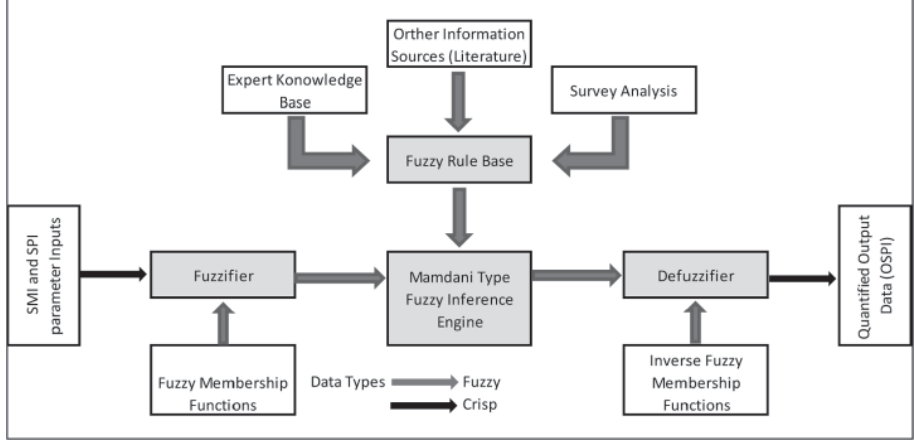 Orther Information
Sources (Literature)
Expert Konowledge
Base
Survey Analysis
Fuzzy Rule Base
SMI and SPI
parameter Inputs
Fuzzifier
Mamdani Type
Fuzzy Inference
Engine
Defuzzifier
Quantified Output
Data (OSPI)
Fuzzy Membership
Functions
Data Types
Fuzzy
Crisp
Inverse Fuzzy
Membership
Functions